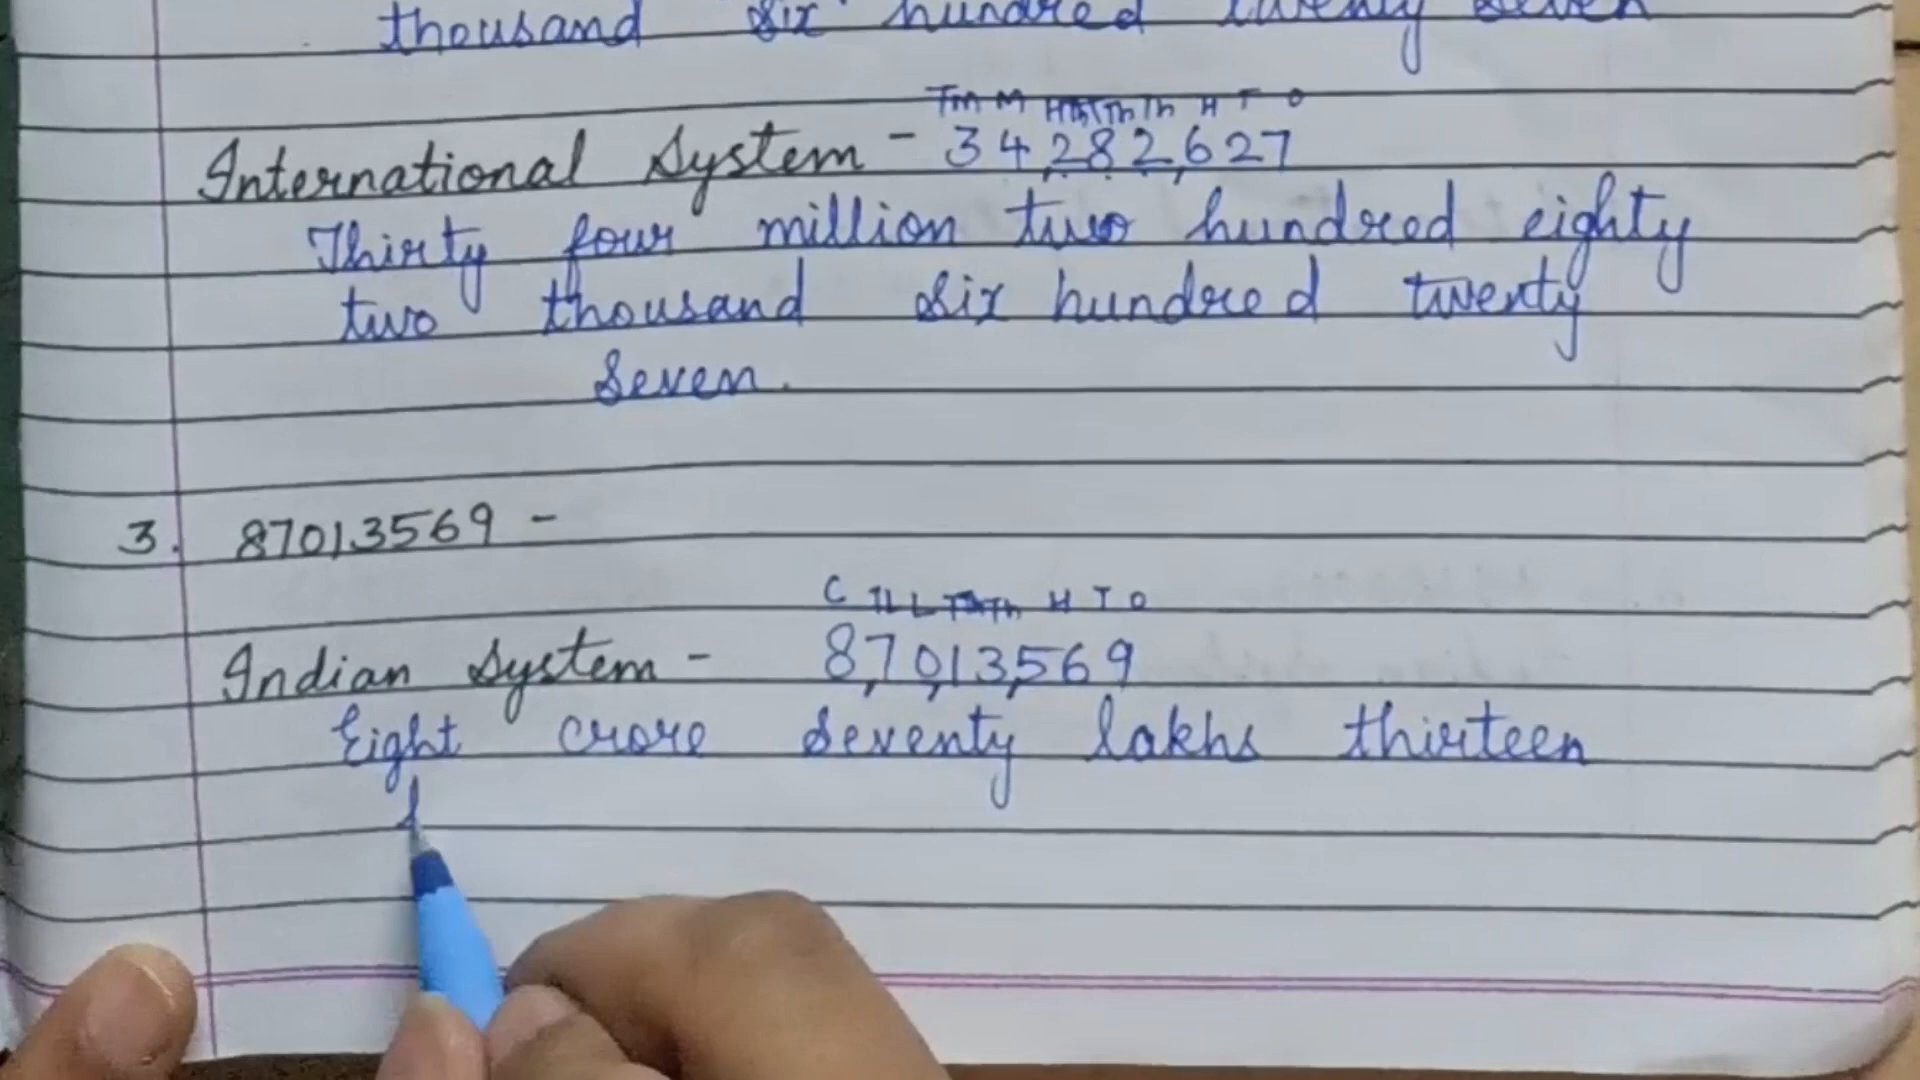 thousand six hundred twenty seven
TM M HTh TTh Th H T O
International System - 34,282,627
Thirty four million two hundred eighty
two thousand six hundred twenty
seven.
3. 87013569 -
C TL L TTh Th H T O
Indian System - 8,70,13,569
Eight crore seventy lakhs thirteen